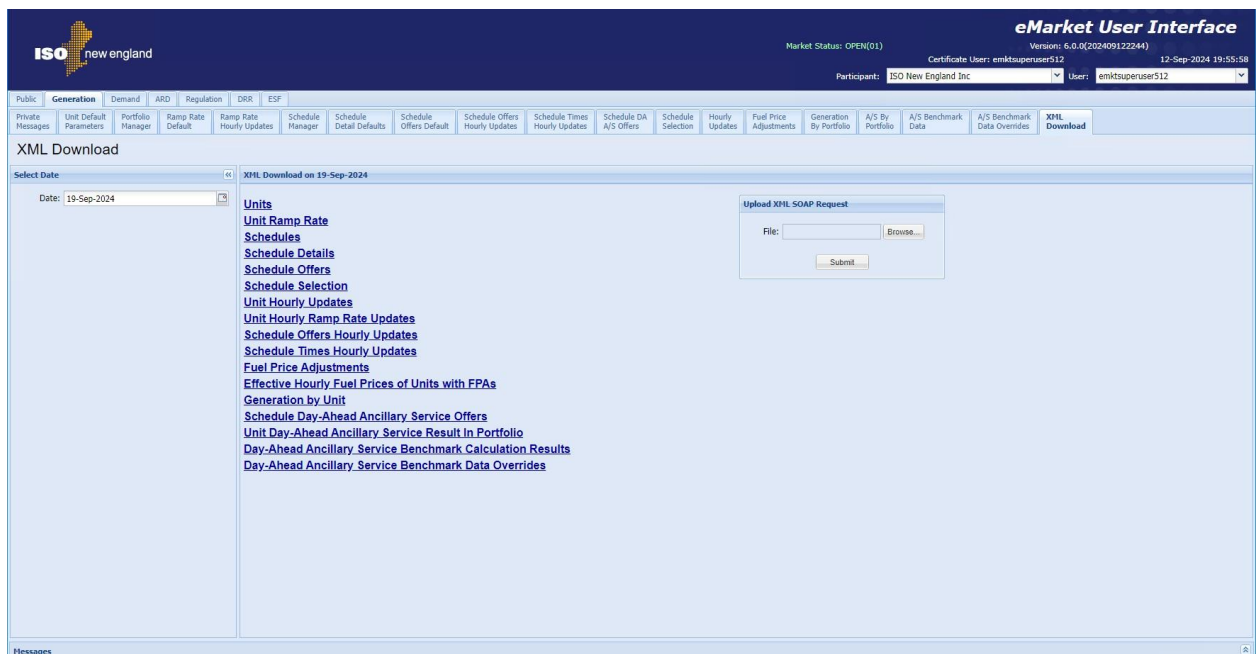 ISO new england
eMarket User Interface
Market Status: OPEN(01)
Version: 6.0.0(202409122244)
Certificate User: emktsuperuser512
12-Sep-2024 19:55:58
Participant: ISO New England Inc
User: emktsuperuser512
Public Generation Demand ARD Regulation DRR ESF
Private Messages
Unit Default Parameters
Portfolio Manager
Ramp Rate Default
Ramp Rate Hourly Updates
Schedule Manager
Schedule Detail Defaults
Schedule Offers Default
Schedule Offers Hourly Updates
Schedule Times Hourly Updates
Schedule DA A/S Offers
Schedule Selection
Hourly Updates
Fuel Price Adjustments
Generation By Portfolio
A/S By Portfolio
A/S Benchmark Data
A/S Benchmark Data Overrides
XML Download
XML Download
Select Date
Date: 19-Sep-2024
XML Download on 19-Sep-2024
Units
Unit Ramp Rate
Schedules
Schedule Details
Schedule Offers
Schedule Selection
Unit Hourly Updates
Unit Hourly Ramp Rate Updates
Schedule Offers Hourly Updates
Schedule Times Hourly Updates
Fuel Price Adjustments
Effective Hourly Fuel Prices of Units with FPAs
Generation by Unit
Schedule Day-Ahead Ancillary Service Offers
Unit Day-Ahead Ancillary Service Result In Portfolio
Day-Ahead Ancillary Service Benchmark Calculation Results
Day-Ahead Ancillary Service Benchmark Data Overrides
Upload XML SOAP Request
File: Browse...
Submit
Messages